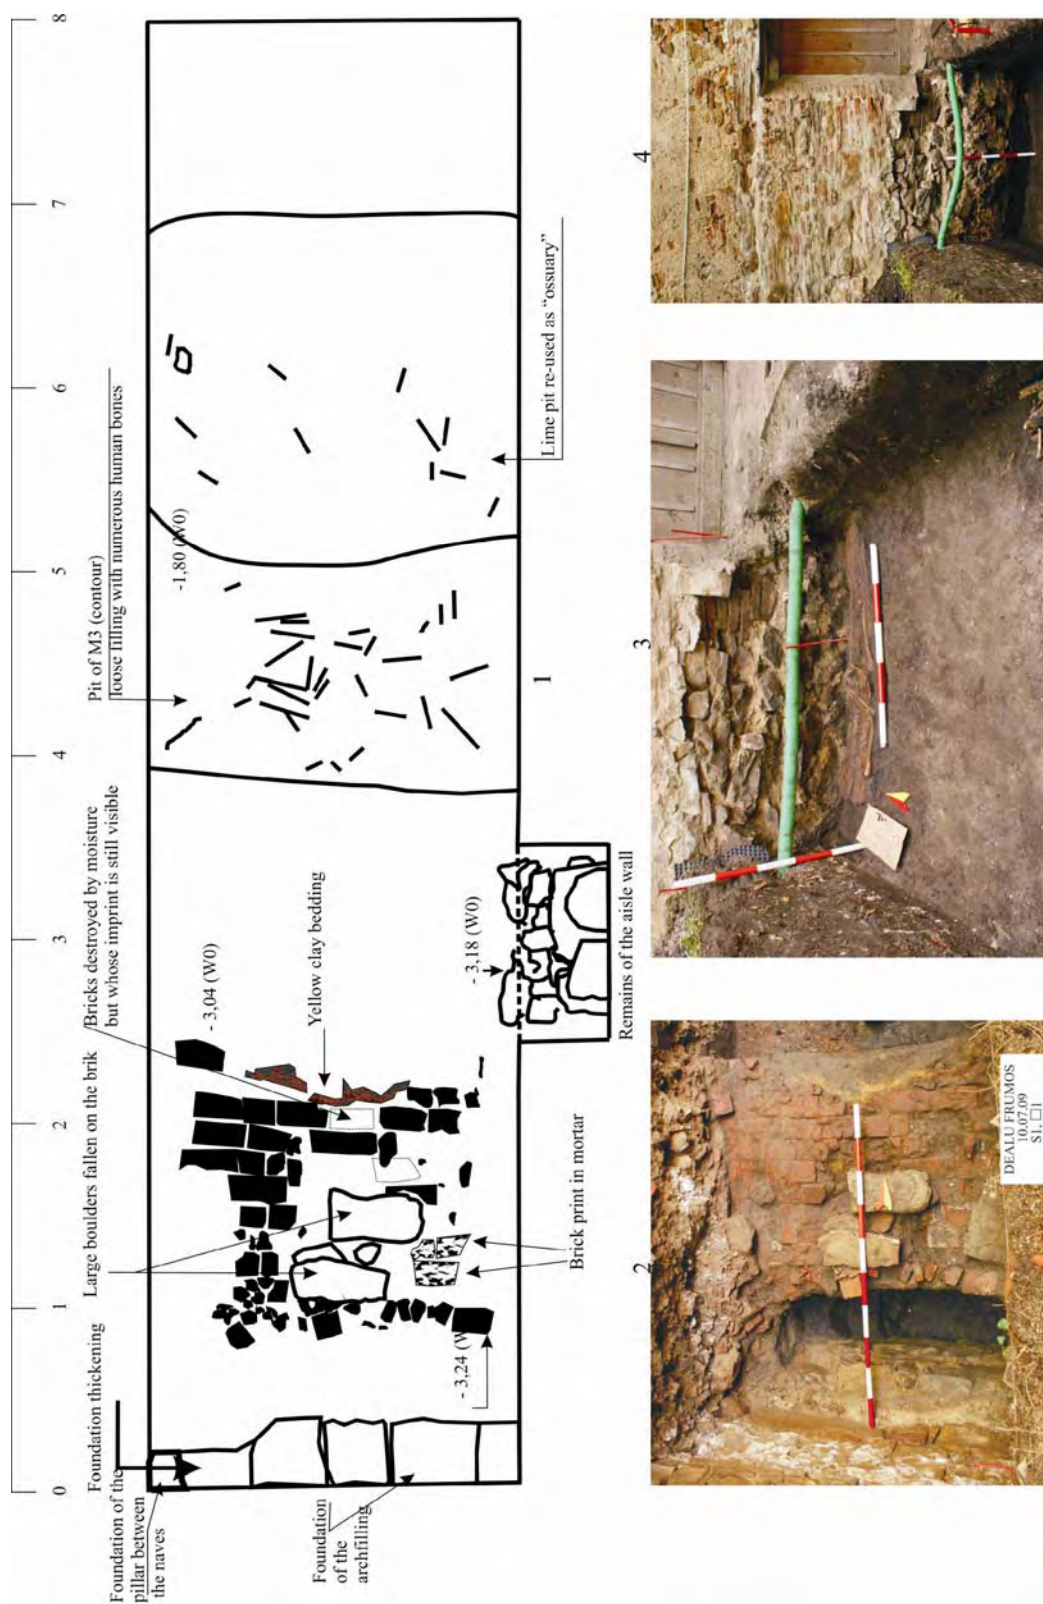 0 1 2 3 4 5 6 7 8
Foundation of the
pillar between
the naves
Foundation thickening
Large boulders fallen on the brik
Bricks destroyed by moisture
but whose imprint is still visible
Pit of M3 (contour)
loose filling with numerous human bones
- 3,04 (W0)
-1,80 (W0)
Yellow clay bedding
Foundation
of the
archfilling
- 3,24 (W
Brick print in mortar
- 3,18 (W0)
Remains of the aisle wall
Lime pit re-used as “ossuary”
1
2
3
4
DEALU FRUMOS
10.07.09
S1. □1